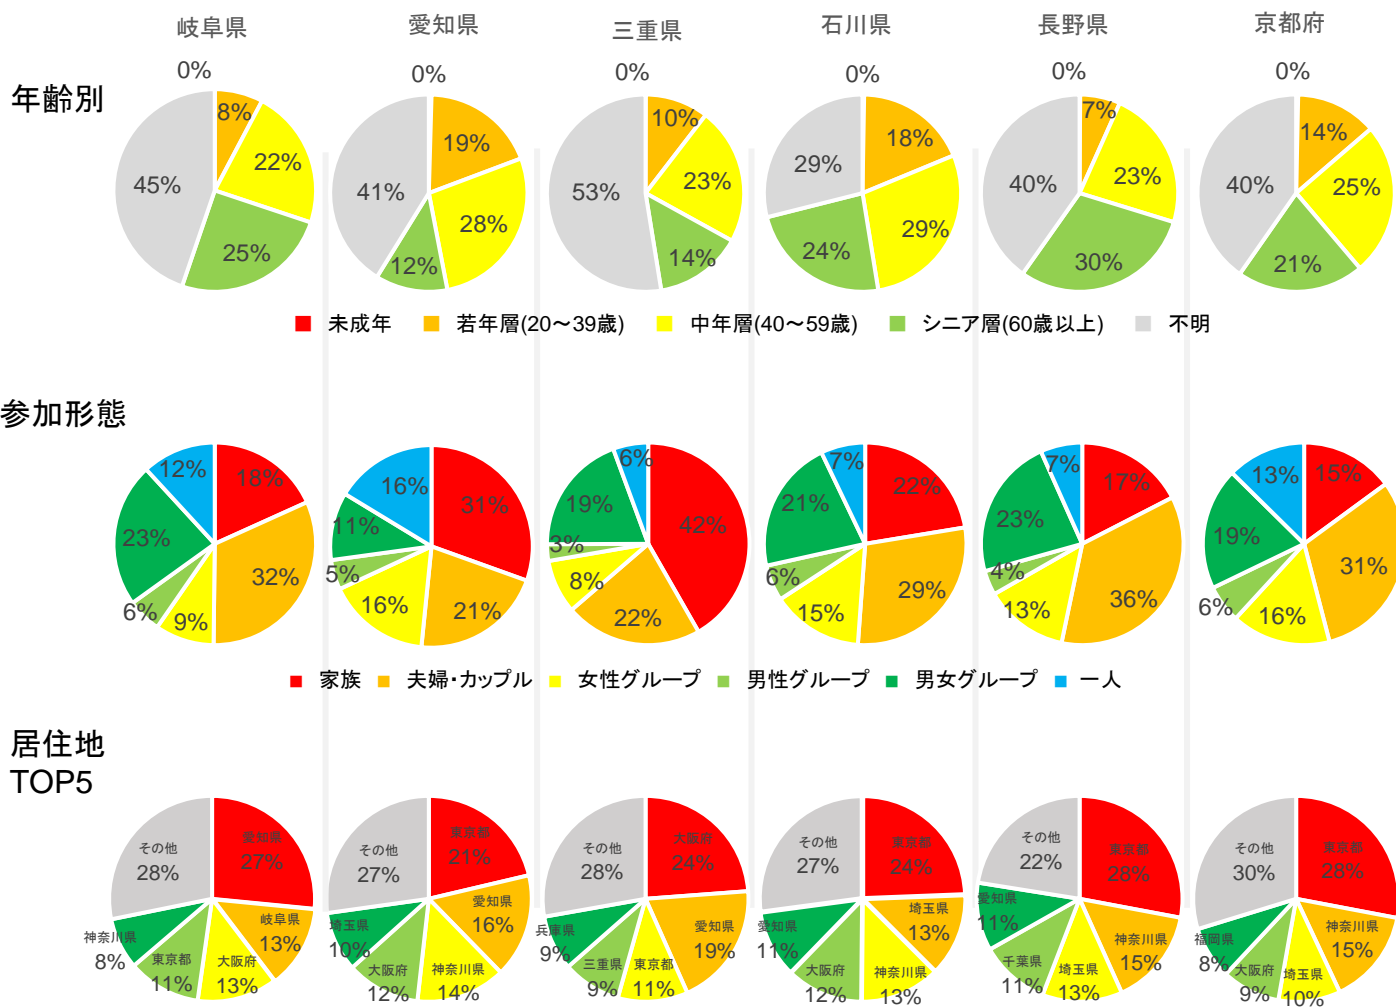 岐阜県 愛知県 三重県 石川県 長野県 京都府
年齢別
0% 8% 22% 25% 45%
0% 19% 28% 12% 41%
0% 10% 23% 14% 53%
0% 18% 29% 24% 29%
0% 7% 23% 30% 40%
0% 14% 25% 21% 40%
未成年 若年層(20～39歳) 中年層(40～59歳) シニア層(60歳以上) 不明
参加形態
18% 32% 9% 6% 23% 12%
31% 21% 16% 5% 11% 16%
42% 22% 8% 3% 19% 6%
22% 29% 15% 6% 21% 7%
17% 36% 13% 4% 23% 7%
15% 31% 16% 6% 19% 13%
家族 夫婦・カップル 女性グループ 男性グループ 男女グループ 一人
居住地
TOP5
愛知県 27% 岐阜県 13% 大阪府 13% 東京都 11% 神奈川県 8% その他 28%
東京都 21% 愛知県 16% 神奈川県 14% 大阪府 12% 埼玉県 10% その他 27%
大阪府 24% 愛知県 19% 東京都 11% 三重県 9% 兵庫県 9% その他 28%
東京都 24% 埼玉県 13% 神奈川県 13% 大阪府 12% 愛知県 11% その他 27%
東京都 28% 神奈川県 15% 埼玉県 13% 千葉県 11% 愛知県 11% その他 22%
東京都 28% 神奈川県 15% 埼玉県 10% 大阪府 9% 福岡県 8% その他 30%